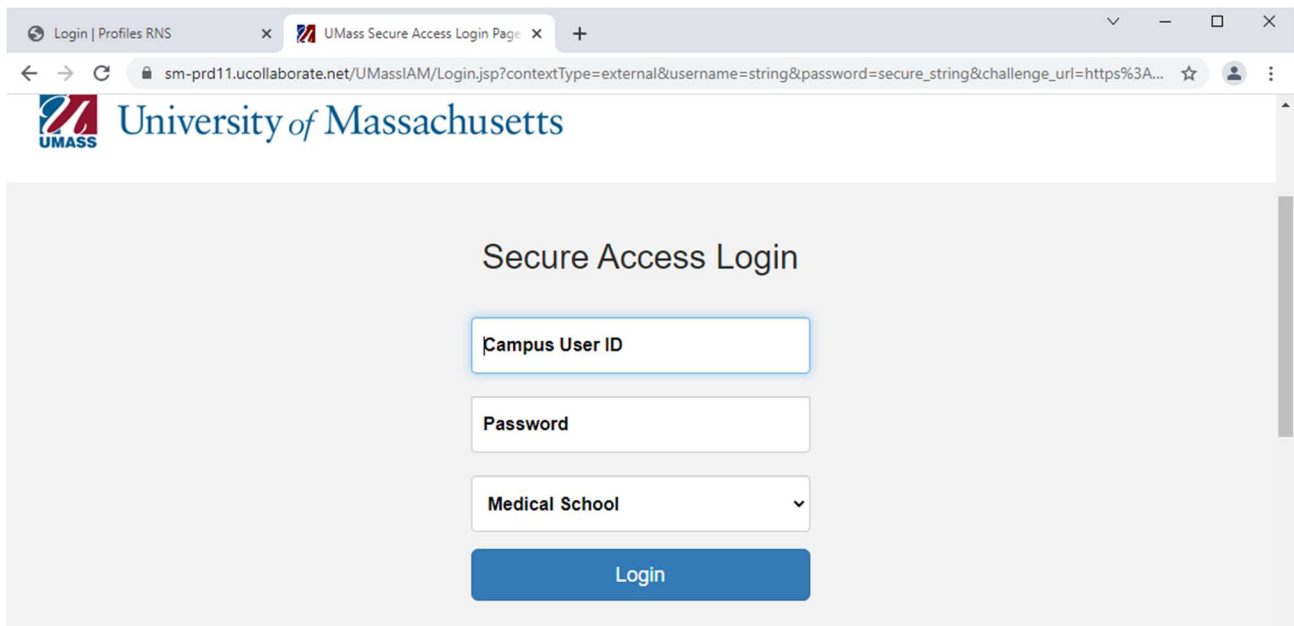 Login | Profiles RNS
UMass Secure Access Login Page
sm-prd11.ucollaborate.net/UMassIAM/Login.jsp?contextType=external&username=string&password=secure_string&challenge_url=https%3A...
UMASS
University of Massachusetts
Secure Access Login
Campus User ID
Password
Medical School
Login